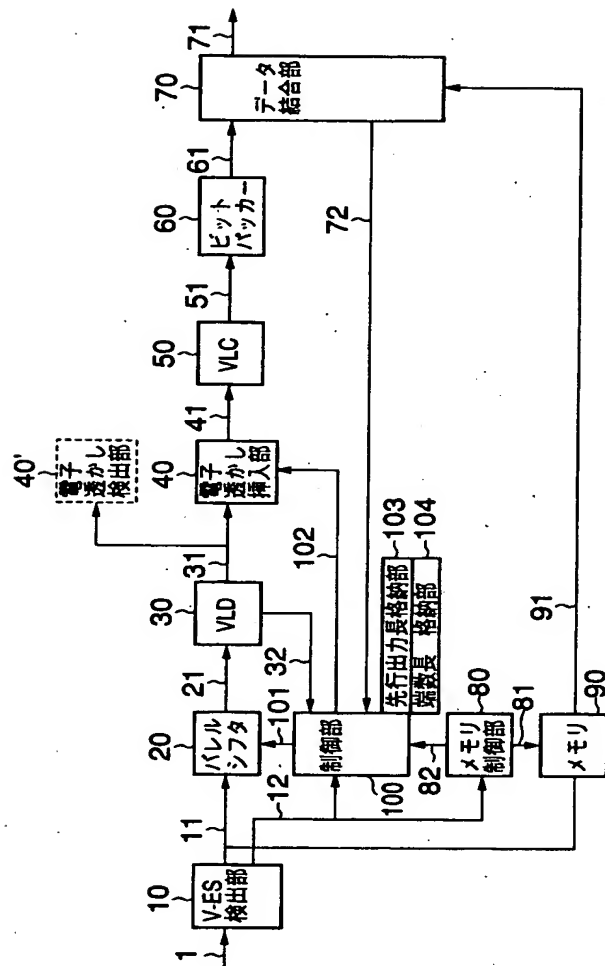 1
10
V-ES
検出部
11
12
20
バレル
シフタ
21
101
30
VLD
31
32
40'
電子
透かし
検出部
40
電子
透かし
挿入部
41
102
50
VLC
51
60
ビット
パッカー
61
70
データ
結合部
71
72
制御部
100
先行出力長格納部
103
端数長 格納部
104
82
80
メモリ
制御部
81
メモリ
90
91